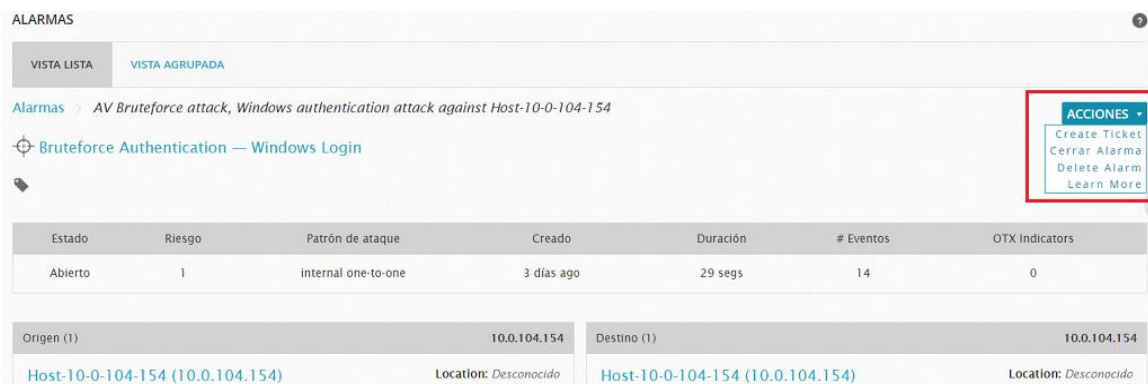 ALARMAS
?
VISTA LISTA VISTA AGRUPADA
Alarmas > AV Bruteforce attack, Windows authentication attack against Host-10-0-104-154
ACCIONES
Create Ticket
Cerrar Alarma
Delete Alarm
Learn More
Bruteforce Authentication — Windows Login
Estado Riesgo Patrón de ataque Creado Duración # Eventos OTX Indicators
Abierto 1 internal one-to-one 3 días ago 29 segs 14 0
Origen (1) 10.0.104.154 Destino (1) 10.0.104.154
Host-10-0-104-154 (10.0.104.154) Location: Desconocido Host-10-0-104-154 (10.0.104.154) Location: Desconocido